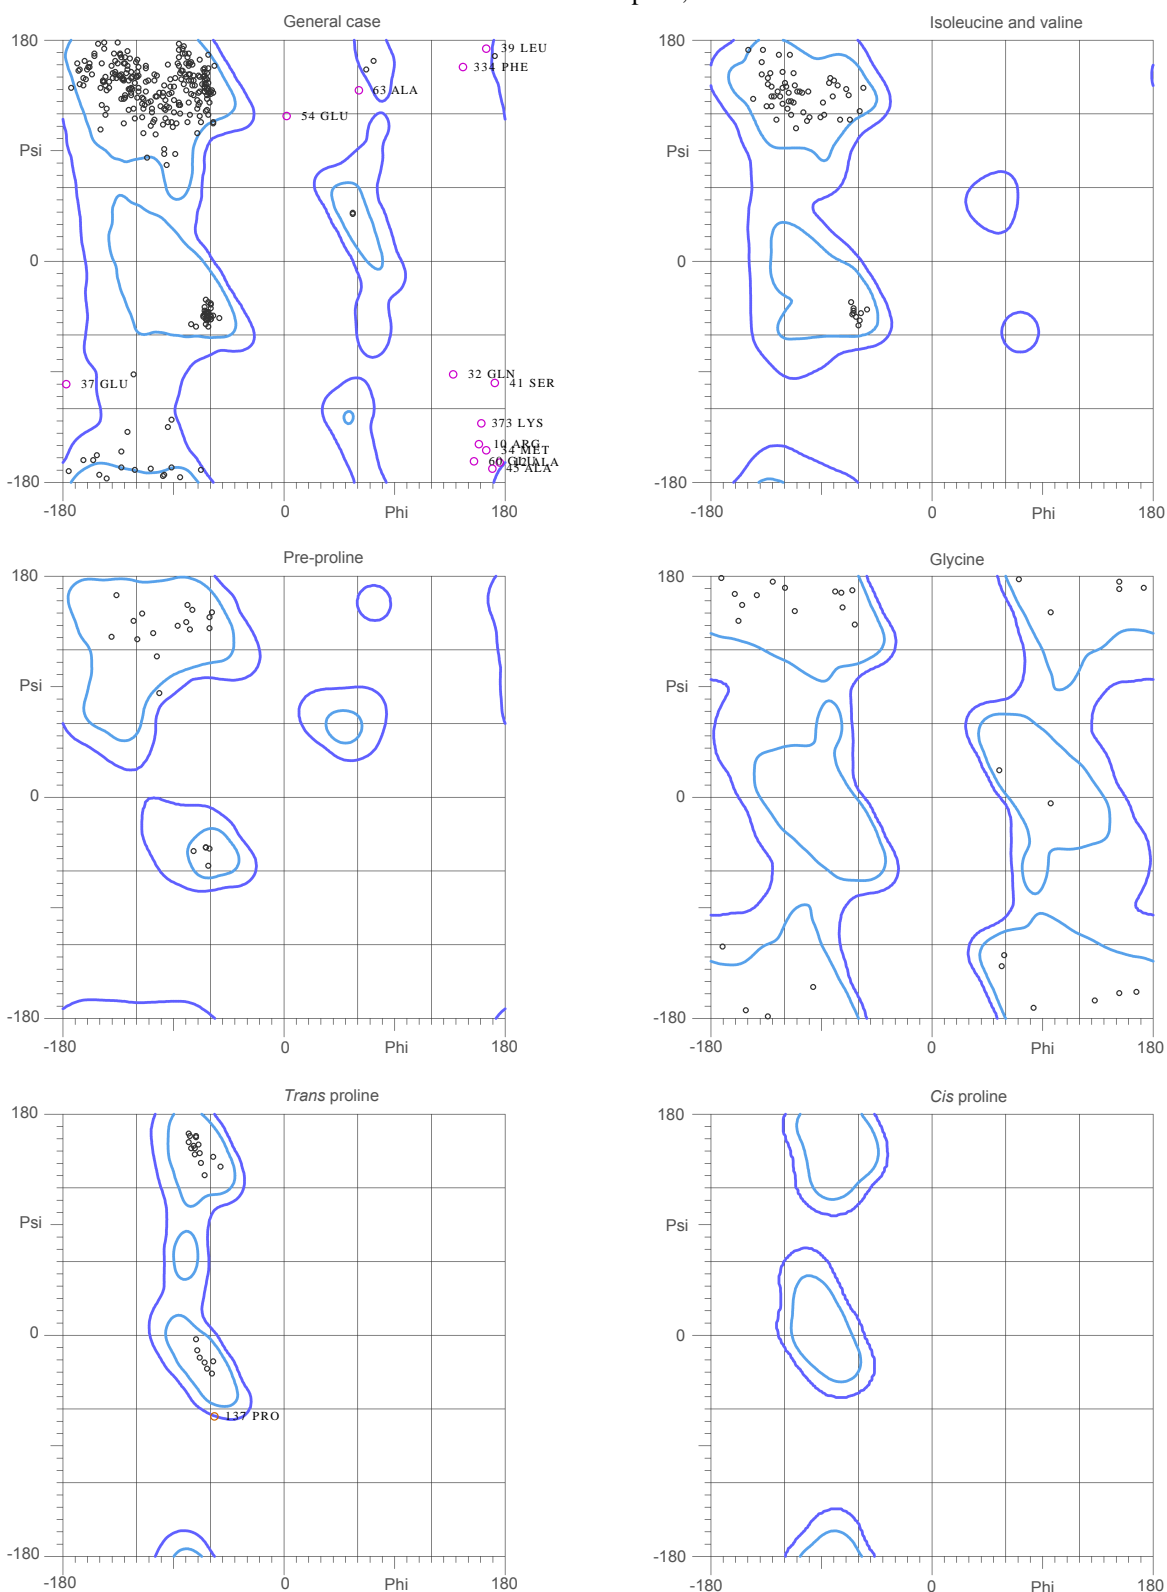 General case
Isoleucine and valine
180
39 LEU
334 PHE
63 ALA
54 GLU
Psi
0
37 GLU
32 GLN
41 SER
373 LYS
10 ARG
34 MET
60 GLU
45 ALA
-180
-180
0
Phi
180
180
Psi
0
-180
-180
0
Phi
180
Pre-proline
Glycine
180
Psi
0
-180
-180
0
Phi
180
180
Psi
0
-180
-180
0
Phi
180
Trans proline
Cis proline
180
Psi
0
137 PRO
-180
-180
0
Phi
180
180
Psi
0
-180
-180
0
Phi
180